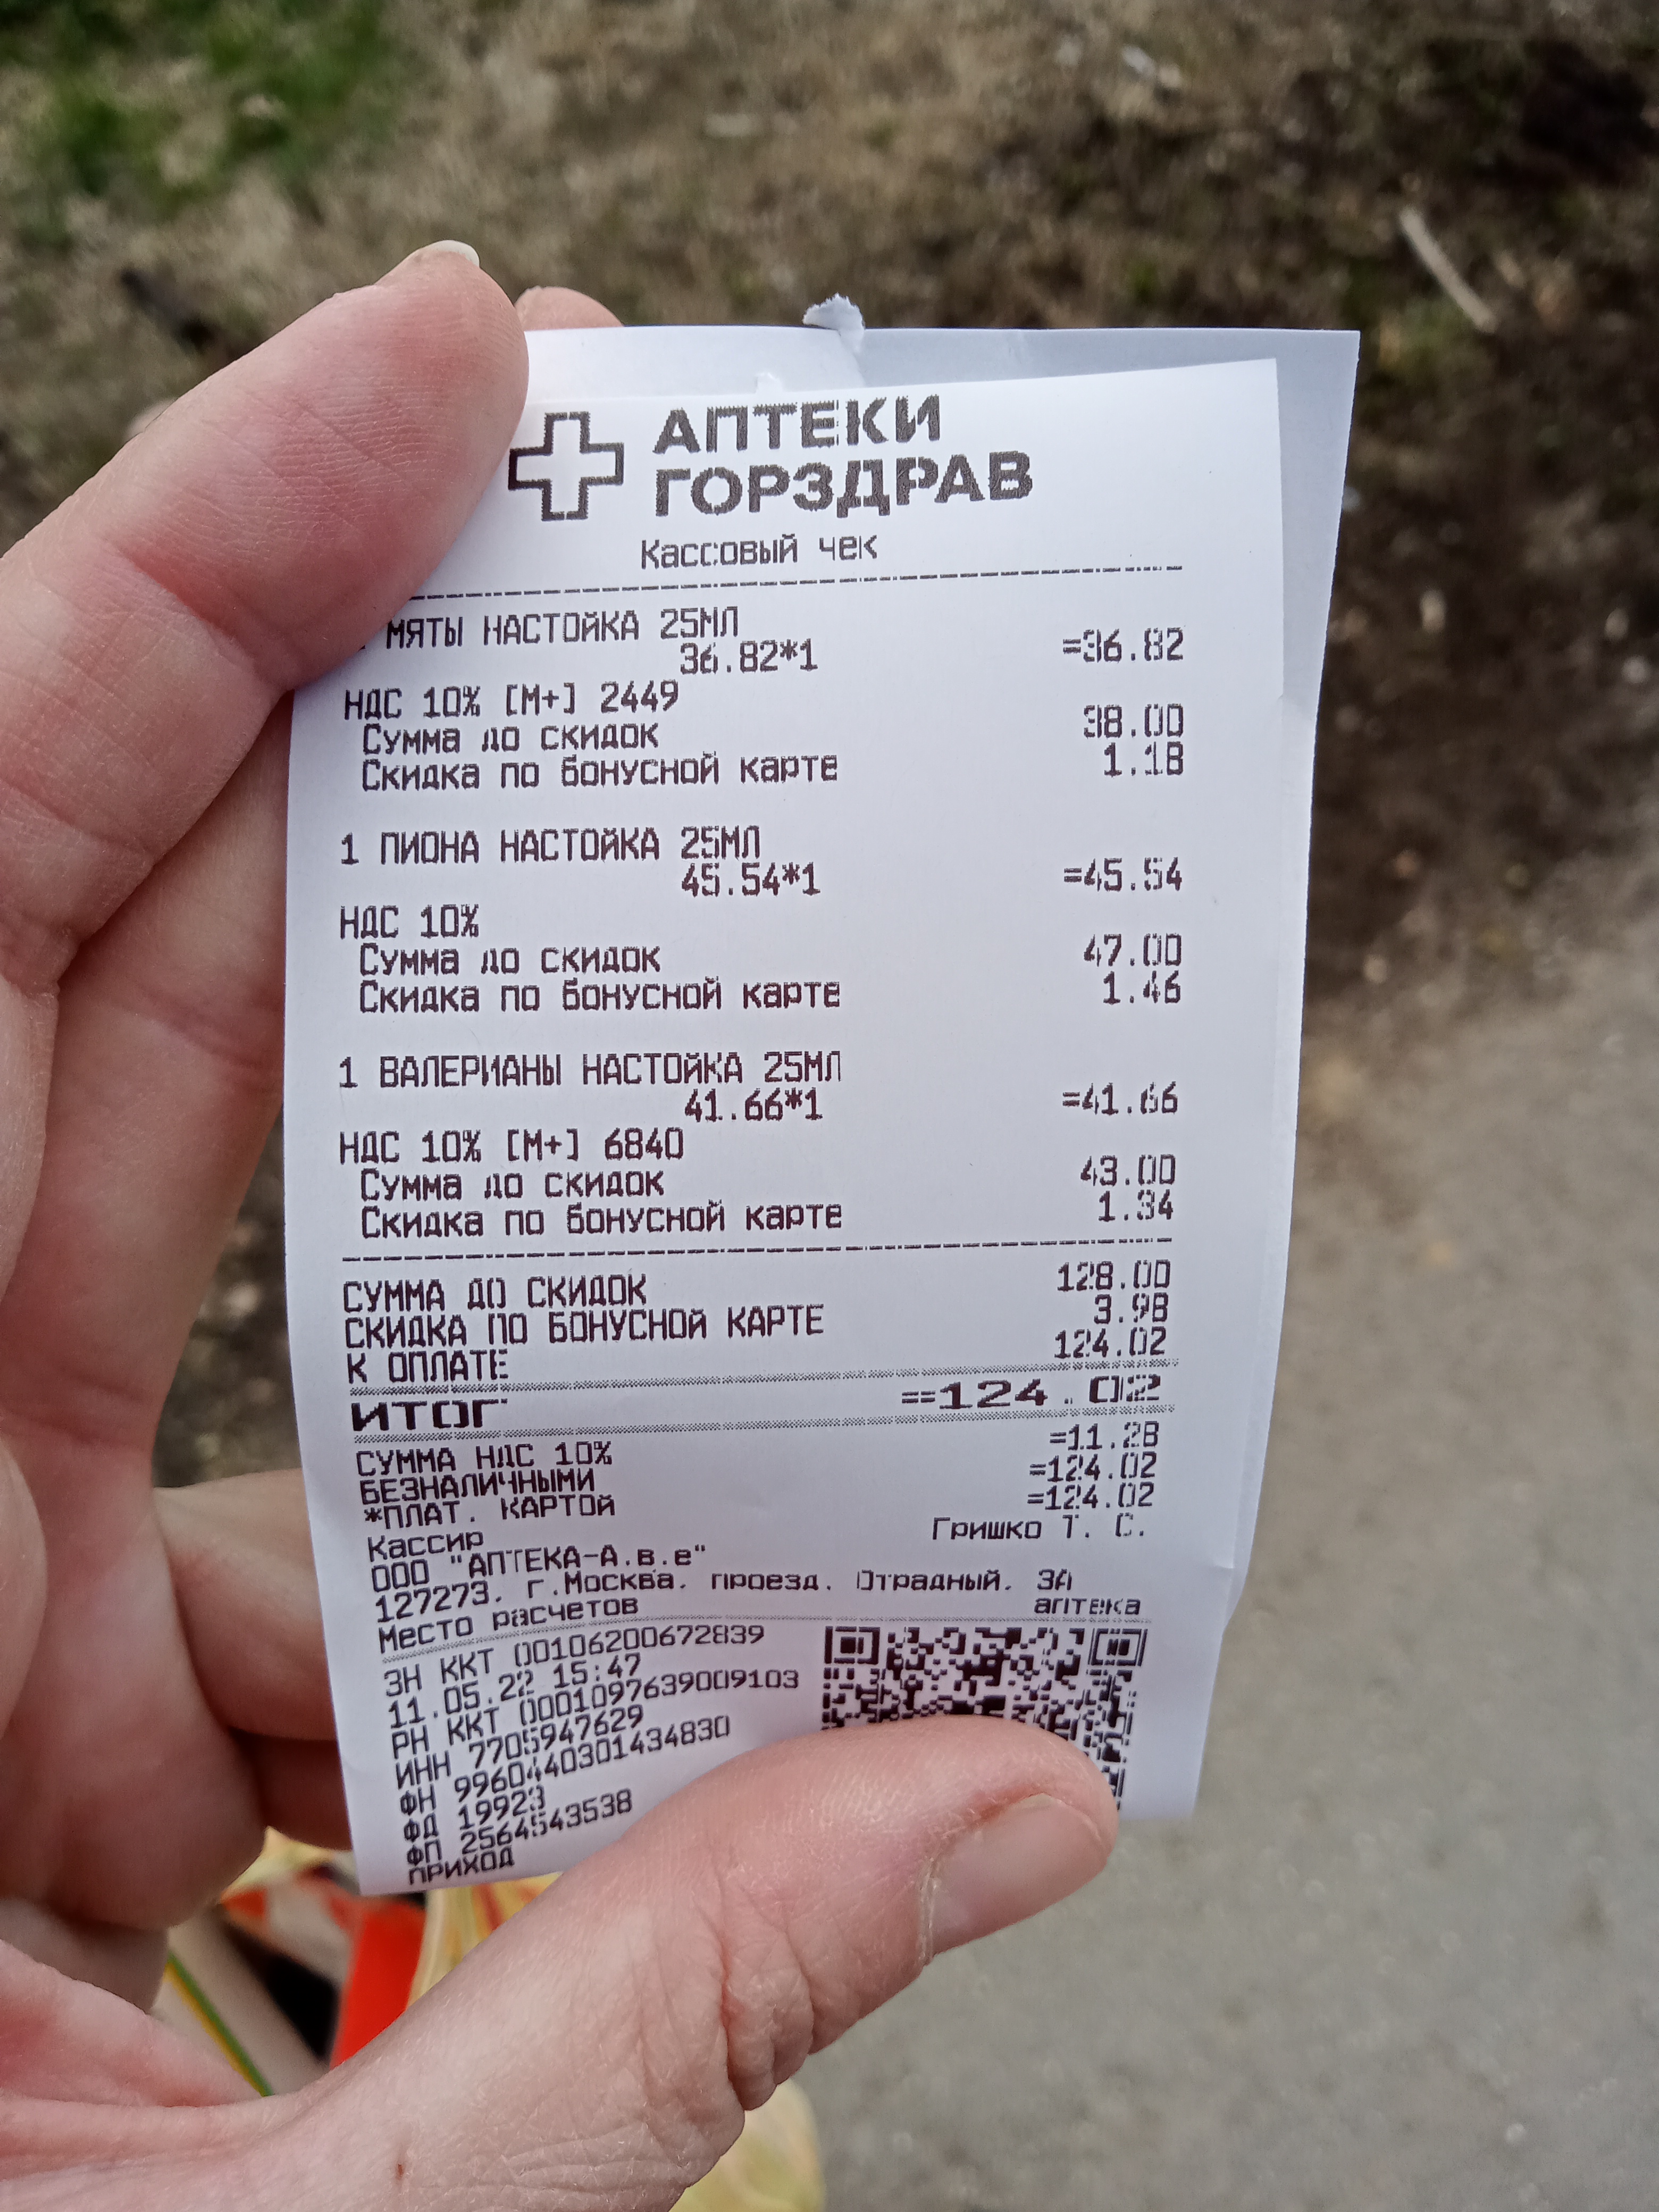 АПТЕКИ
ГОРЗДРАВ
Кассовый чек
МЯТЫ НАСТОЙКА 25МЛ
36.82*1 =36.82
НДС 10% [М+] 2449
Сумма до скидок 38.00
Скидка по бонусной карте 1.18
1 ПИОНА НАСТОЙКА 25МЛ
45.54*1 =45.54
НДС 10%
Сумма до скидок 47.00
Скидка по бонусной карте 1.46
1 ВАЛЕРИАНЫ НАСТОЙКА 25МЛ
41.66*1 =41.66
НДС 10% [М+] 6840
Сумма до скидок 43.00
Скидка по бонусной карте 1.34
СУММА ДО СКИДОК 128.00
СКИДКА ПО БОНУСНОЙ КАРТЕ 3.98
К ОПЛАТЕ 124.02
ИТОГ ==124.02
СУММА НДС 10% =11.28
БЕЗНАЛИЧНЫМИ =124.02
*ПЛАТ. КАРТОЙ =124.02
Кассир Гришко Т. С.
ООО "АПТЕКА-А.в.е"
127273, г.Москва, проезд. Отрадный, 3А
Место расчетов аптека
ЗН ККТ 00106200672839
11.05.22 15:47
РН ККТ 0001097639009103
ИНН 7705947629
ФН 9960440301434830
ФД 19923
ФП 2564543538
ПРИХОД